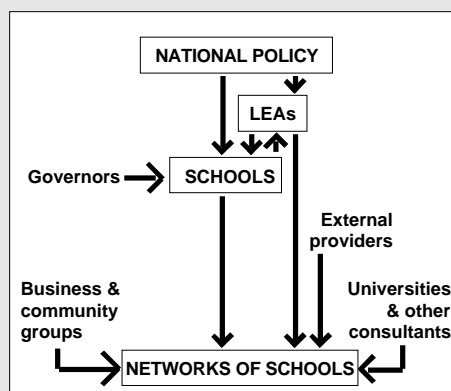 NATIONAL POLICY
LEAs
Governors
SCHOOLS
External
providers
Business &
community
groups
Universities
& other
consultants
NETWORKS OF SCHOOLS